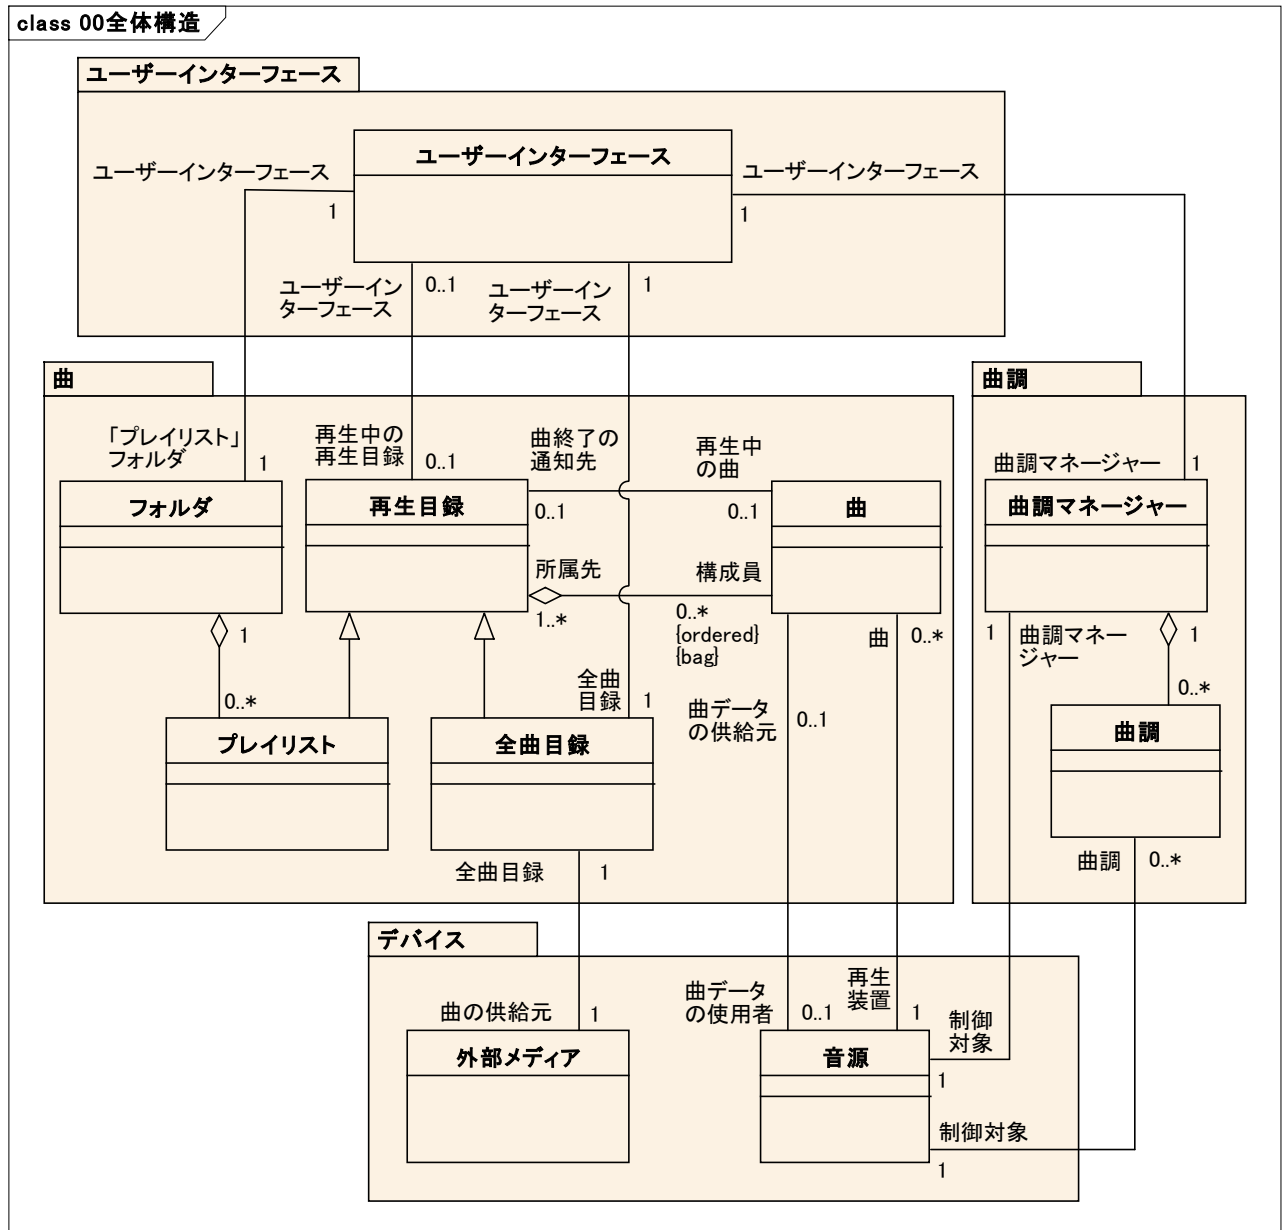 class 00全体構造
ユーザーインターフェース
ユーザーインターフェース
ユーザーインターフェース
ユーザーインターフェース
1
1
ユーザーイン
ターフェース
0..1
ユーザーイン
ターフェース
1
曲
曲調
「プレイリスト」
フォルダ
1
再生中の
再生目録
0..1
曲終了の
通知先
再生中
の曲
曲調マネージャー
1
フォルダ
再生目録
曲
曲調マネージャー
0..1
0..1
所属先
構成員
1..*
0..*
{ordered}
{bag}
1
曲
0..*
1
曲調マネー
ジャー
1
0..*
全曲
目録
1
曲データ
の供給元
0..1
0..*
プレイリスト
全曲目録
曲調
全曲目録
1
曲調
0..*
デバイス
曲の供給元
1
曲データ
の使用者
0..1
再生
装置
1
制御
対象
外部メディア
音源
1
制御対象
1